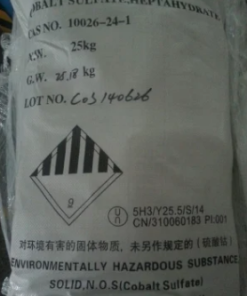 COBALT SULFATE HEPTAHYDRATE
CAS NO. 10026-24-1
N.W. 25kg
G.W. 25.18 kg
LOT NO. CoS140626
9
u n
5H3/Y25.5/S/14
CN/310060183 PI:001
对环境有害的固体物质，未另作规定的（硫酸钴）
ENVIRONMENTALLY HAZARDOUS SUBSTANCE
SOLID,N.O.S(Cobalt Sulfate)